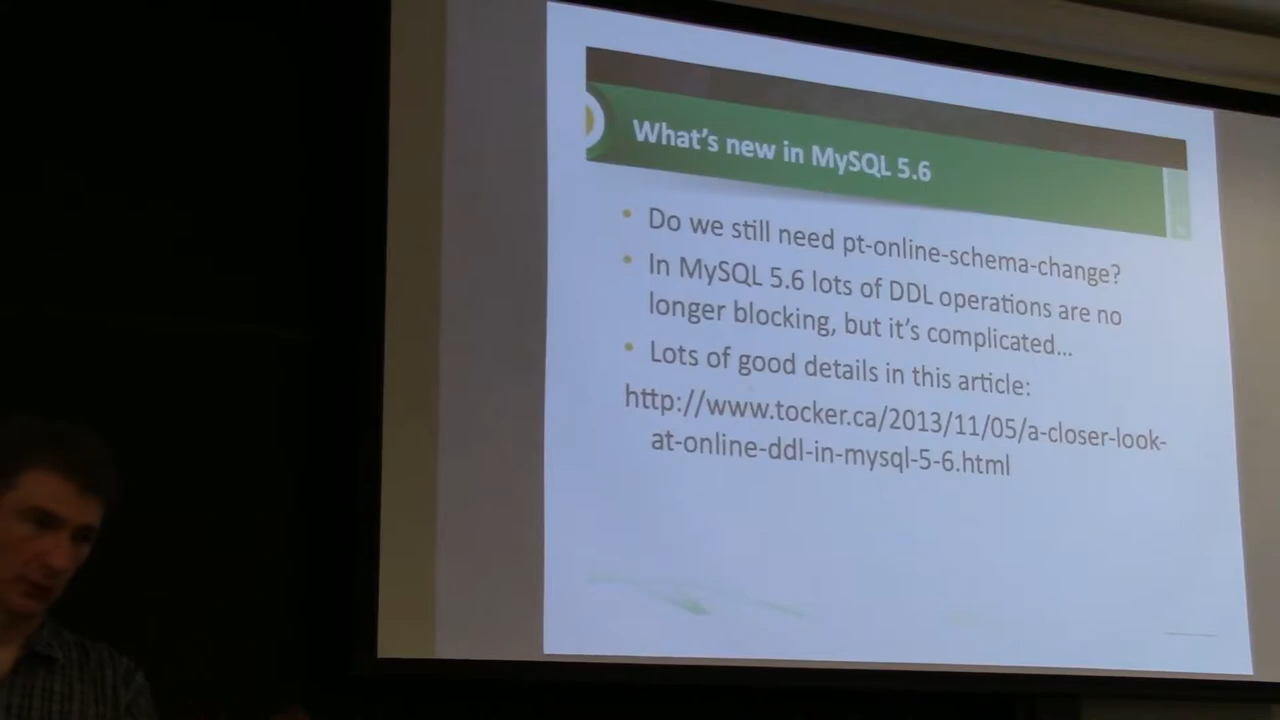 What's new in MySQL 5.6
• Do we still need pt-online-schema-change?
• In MySQL 5.6 lots of DDL operations are no
longer blocking, but it's complicated...
• Lots of good details in this article:
http://www.tocker.ca/2013/11/05/a-closer-look-
at-online-ddl-in-mysql-5-6.html